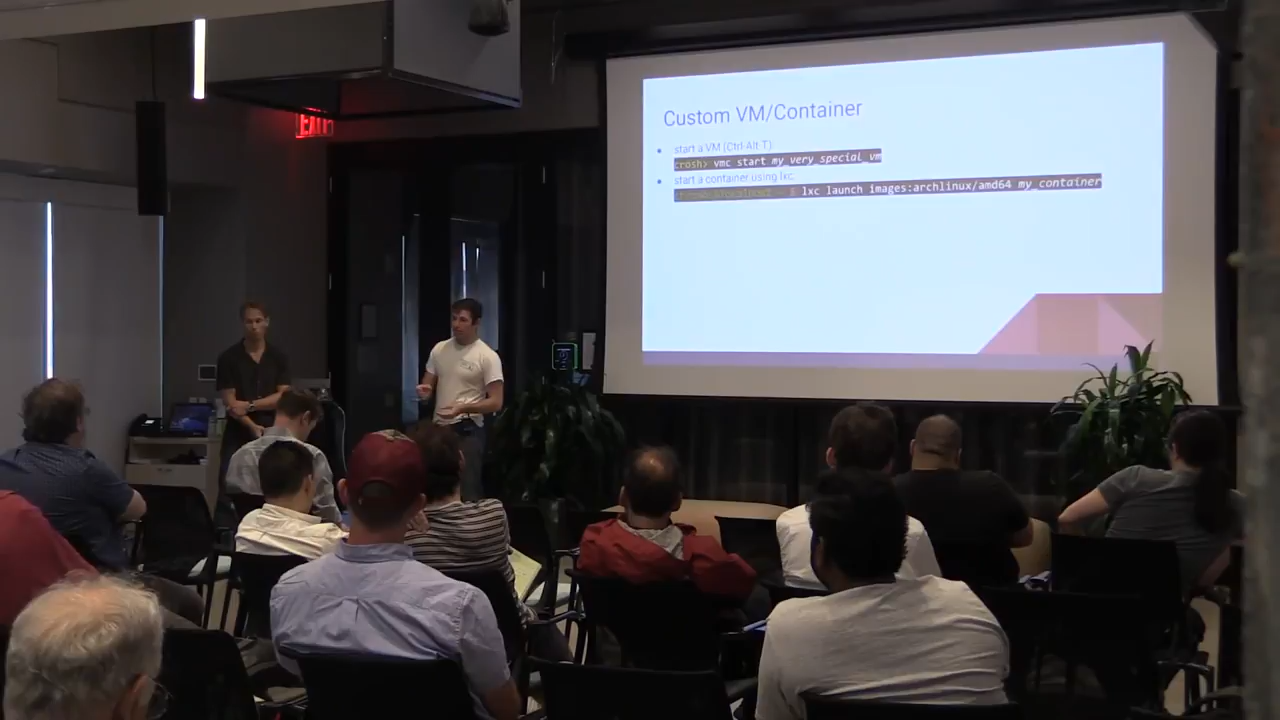 EXIT
Custom VM/Container
start a VM (Ctrl-Alt-T)
crosh> vmc start my_very_special_vm
start a container using lxc:
$ lxc launch images:archlinux/amd64 my_container